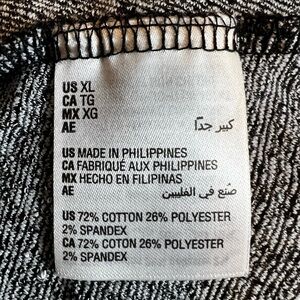 US XL
CA TG
MX XG
AE كبير جدًا
US MADE IN PHILIPPINES
CA FABRIQUÉ AUX PHILIPPINES
MX HECHO EN FILIPINAS
AE صنع في الفلبين
US 72% COTTON 26% POLYESTER
2% SPANDEX
CA 72% COTON 26% POLYESTER
2% SPANDEX